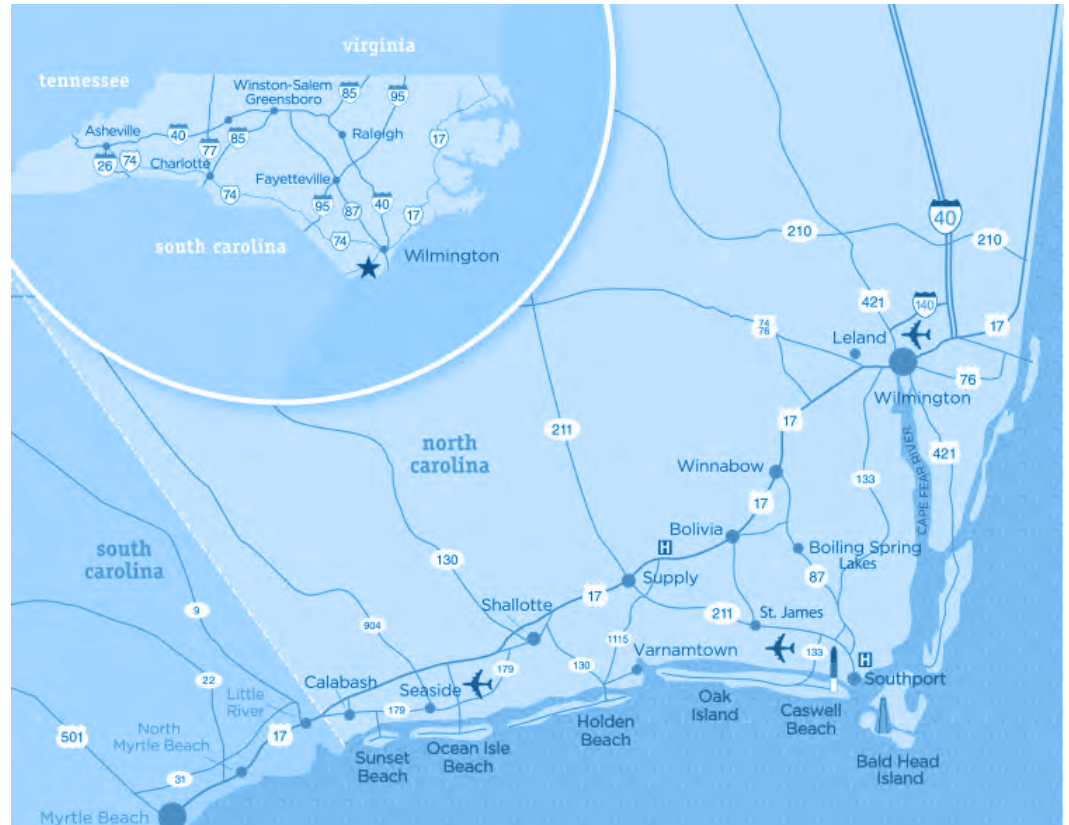 virginia
tennessee
Winston-Salem
Greensboro
85
95
Asheville
40
85
Raleigh
17
77
26
74
Charlotte
Fayetteville
74
95
87
40
17
74
south carolina
Wilmington
40
210
210
421
140
17
74
76
Leland
76
Wilmington
211
17
north
carolina
421
133
CAPE FEAR RIVER
Winnabow
17
Bolivia
south
carolina
H
Boiling Spring
Lakes
130
87
Supply
17
9
Shallotte
211
St. James
904
1115
Varnamtown
133
H
179
130
22
Calabash
Seaside
Southport
Little
River
179
Oak
Island
Caswell
Beach
501
North
Myrtle Beach
17
Holden
Beach
Sunset
Beach
Ocean Isle
Beach
Bald Head
Island
31
Myrtle Beach